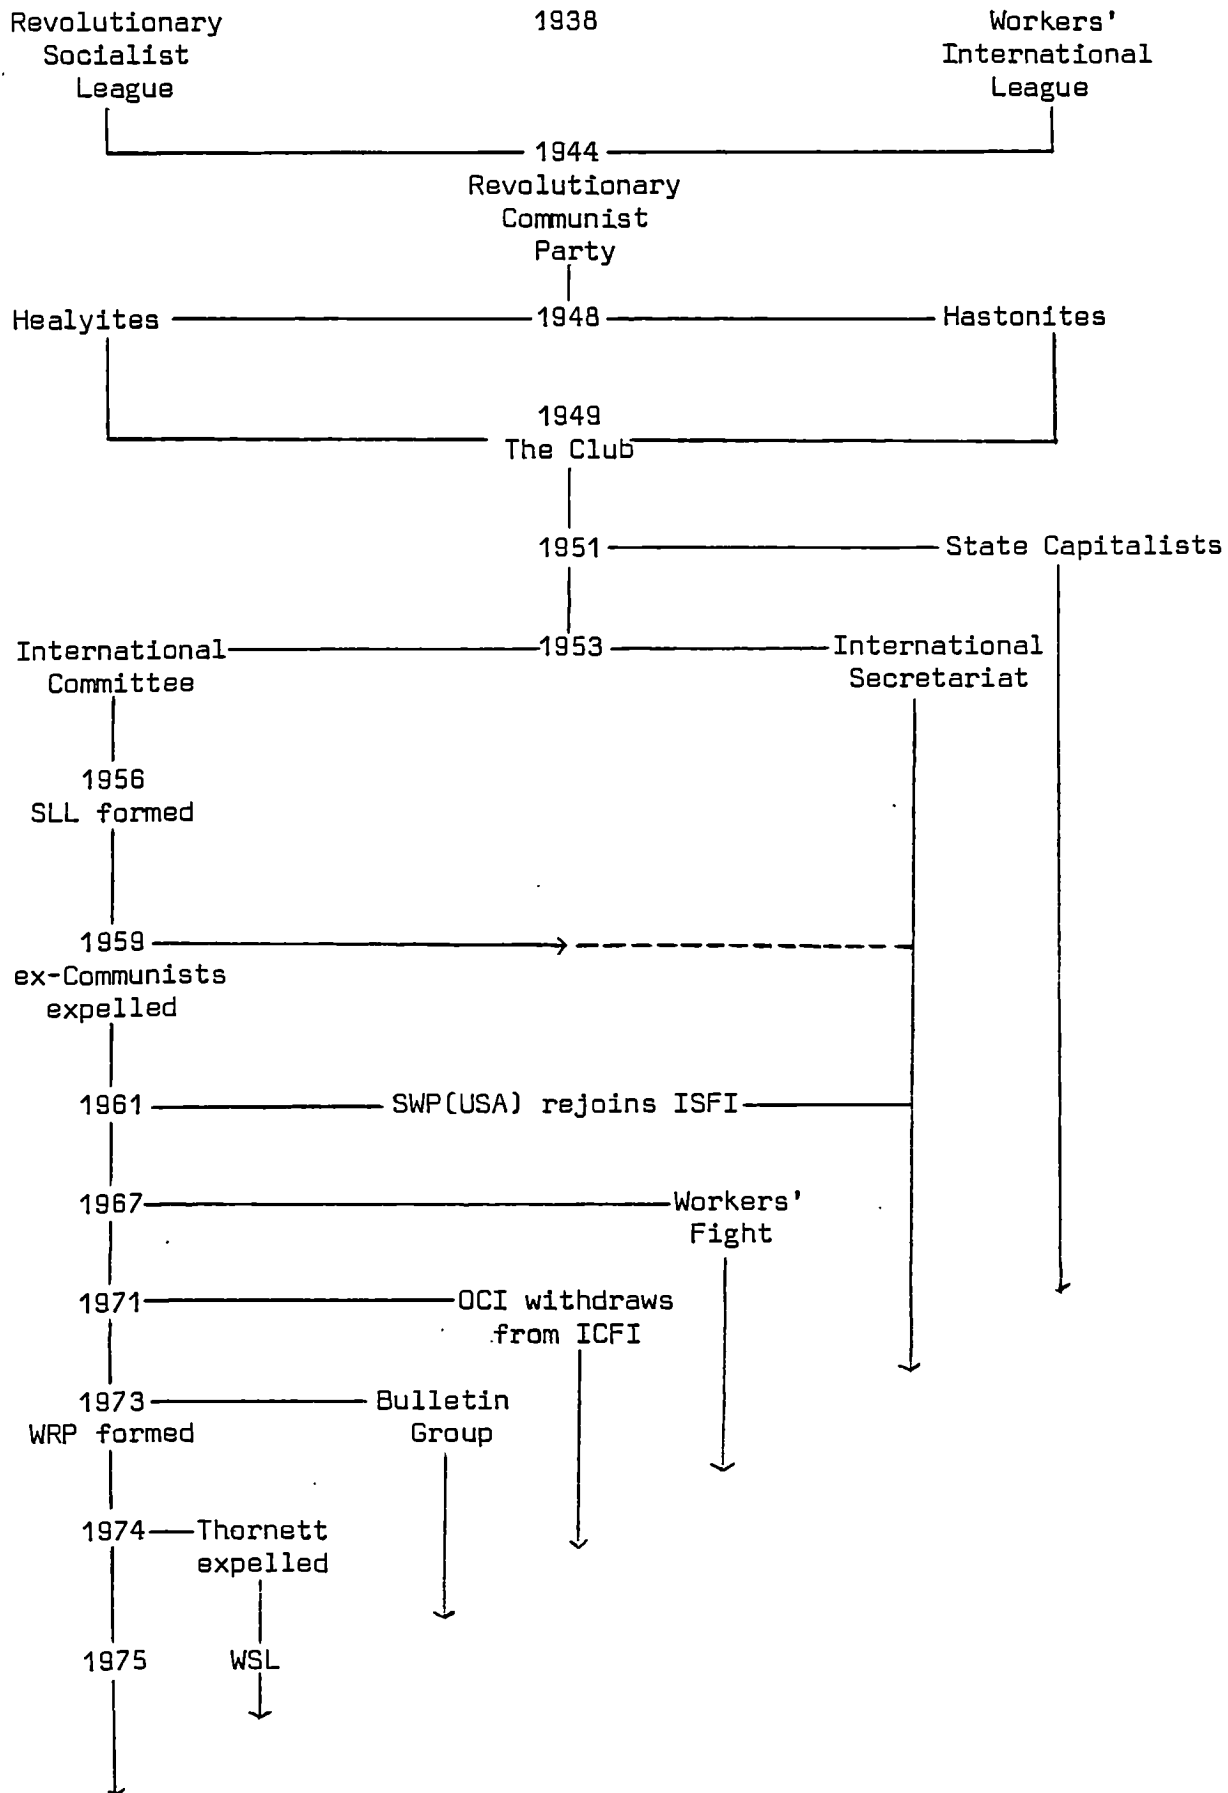 Revolutionary
Socialist
League
1938
Workers'
International
League
1944
Revolutionary
Communist
Party
Healyites
1948
Hastonites
1949
The Club
1951
State Capitalists
International
Committee
1953
International
Secretariat
1956
SLL formed
1959
ex-Communists
expelled
1961
SWP(USA) rejoins ISFI
1967
Workers'
Fight
1971
OCI withdraws
from ICFI
1973
WRP formed
Bulletin
Group
1974
Thornett
expelled
1975
WSL